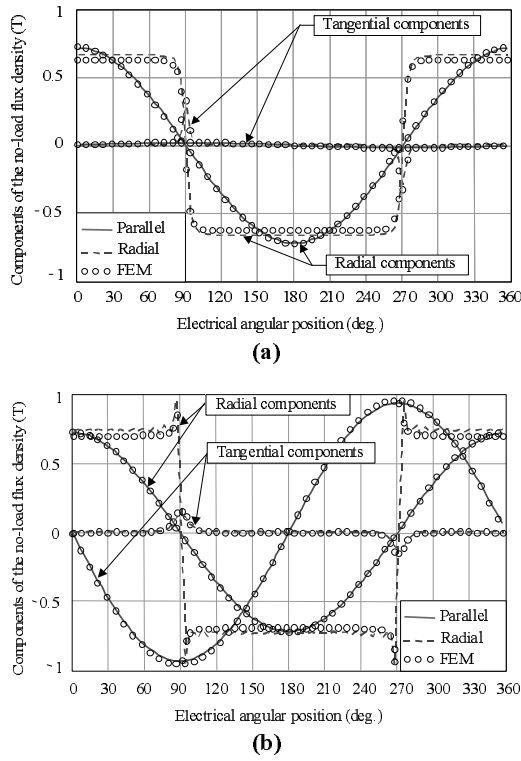 Components of the no-load flux density (T)
1
0.5
0
-0.5
-1
Tangential components
Radial components
Parallel
Radial
FEM
0 30 60 90 120 150 180 210 240 270 300 330 360
Electrical angular position (deg.)
(a)
Components of the no-load flux density (T)
1
0.5
0
-0.5
-1
Radial components
Tangential components
Parallel
Radial
FEM
0 30 60 90 120 150 180 210 240 270 300 330 360
Electrical angular position (deg.)
(b)